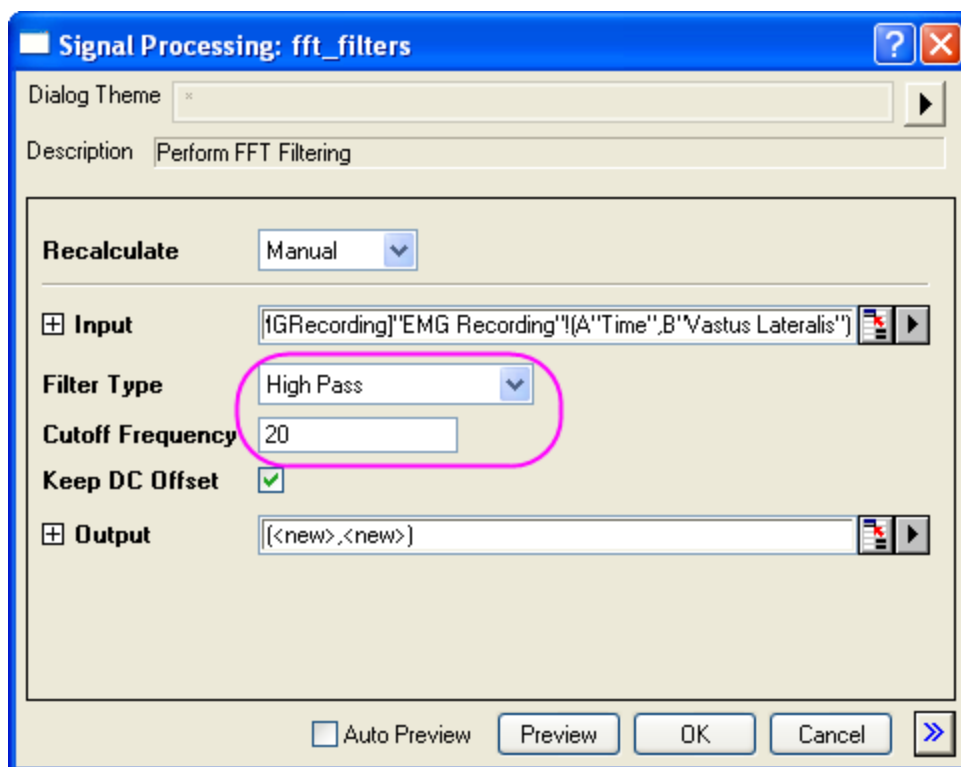 Signal Processing: fft_filters
Dialog Theme *
Description Perform FFT Filtering
Recalculate Manual
Input GRecording]"EMG Recording"!(A"Time",B"Vastus Lateralis")
Filter Type High Pass
Cutoff Frequency 20
Keep DC Offset
Output (<new>,<new>)
Auto Preview Preview OK Cancel